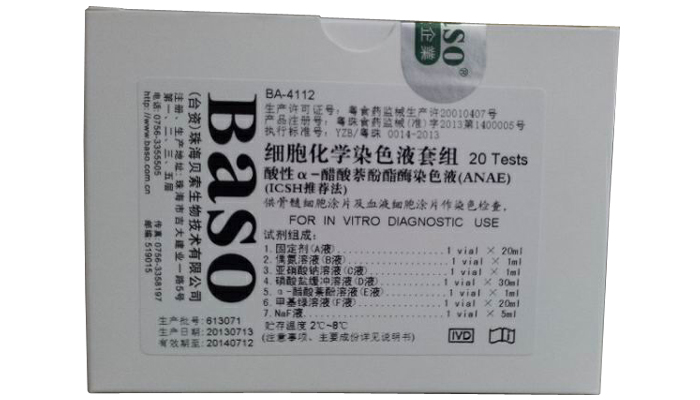 BASO
®
企業
Baso
(台资)珠海贝索生物技术有限公司
注册、生产地址: 珠海市吉大建业一路5号
第一、二、三、五层
电话: 0756-3355505 传真: 0756-3358197
http://www.baso.com.cn 邮编: 519015
生产批号: 613071
生产日期: 20130713
有效期至: 20140712
BA-4112
生产许可证号: 粤食药监械生产许20010407号
产品注册号: 粤珠食药监械(准)字2013第1400005号
执行标准号: YZB/粤珠 0014-2013
细胞化学染色液套组 20 Tests
酸性α-醋酸萘酚酯酶染色液(ANAE)
(ICSH推荐法)
供骨髓细胞涂片及血液细胞涂片作染色检查。
FOR IN VITRO DIAGNOSTIC USE
试剂组成:
1. 固定剂(A液) 1 vial × 20ml
2. 偶氮溶液(B液) 1 vial × 1ml
3. 亚硝酸钠溶液(C液) 1 vial × 1ml
4. 磷酸盐缓冲溶液(D液) 1 vial × 30ml
5. α-醋酸萘酚溶液(E液) 1 vial × 1ml
6. 甲基绿溶液(F液) 1 vial × 20ml
7. NaF液 1 vial × 5ml
贮存温度 2℃~8℃
(注意事项、主要成份详见说明书)
IVD